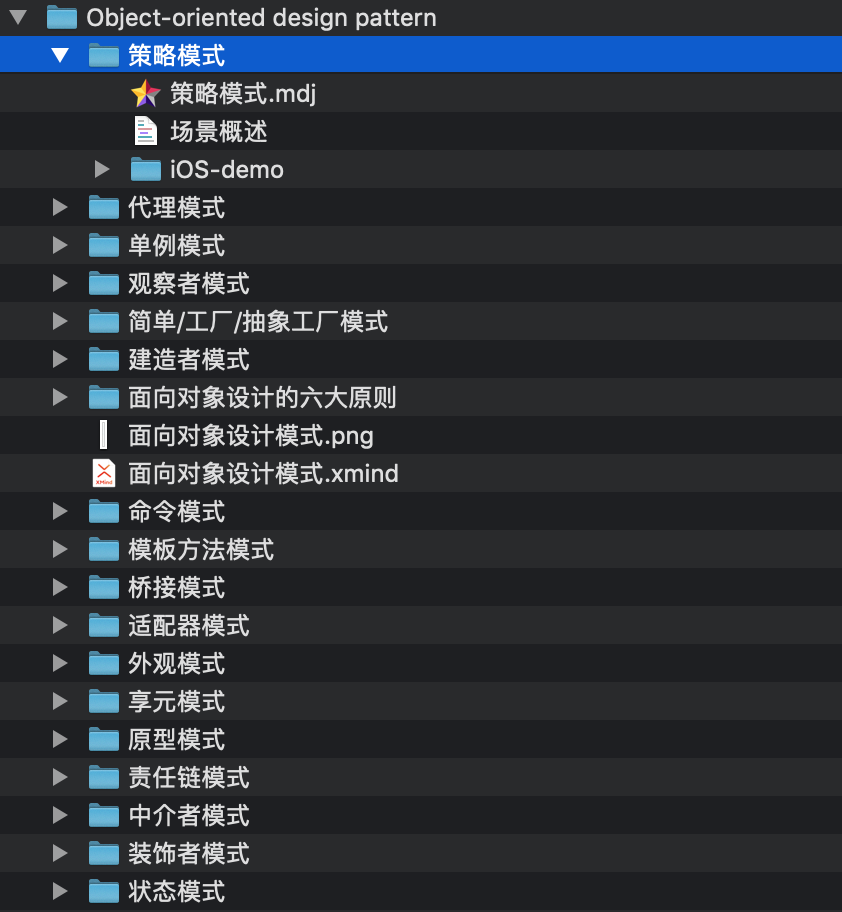 Object-oriented design pattern
策略模式
策略模式.mdj
场景概述
iOS-demo
代理模式
单例模式
观察者模式
简单/工厂/抽象工厂模式
建造者模式
面向对象设计的六大原则
面向对象设计模式.png
面向对象设计模式.xmind
命令模式
模板方法模式
桥接模式
适配器模式
外观模式
享元模式
原型模式
责任链模式
中介者模式
装饰者模式
状态模式